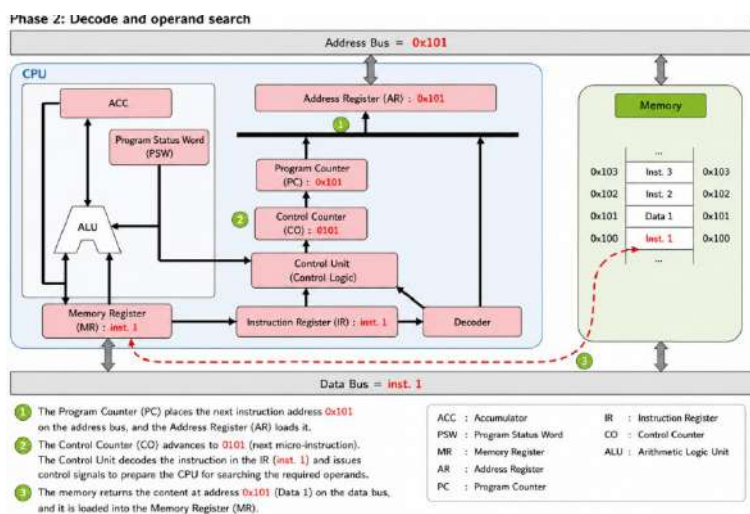 Phase 2: Decode and operand search
Address Bus = 0x101
CPU
Address Register (AR) : 0x101
1
ACC
Program Status Word
(PSW)
Program Counter
(PC) : 0x101
2
Control Counter
(CO) : 0101
ALU
Control Unit
(Control Logic)
Memory Register
(MR) : inst. 1
Instruction Register (IR) : inst. 1
Decoder
Memory
...
0x103 Inst. 3 0x103
0x102 Inst. 2 0x102
0x101 Data 1 0x101
0x100 Inst. 1 0x100
...
3
Data Bus = inst. 1
1 The Program Counter (PC) places the next instruction address 0x101
on the address bus, and the Address Register (AR) loads it.
2 The Control Counter (CO) advances to 0101 (next micro-instruction).
The Control Unit decodes the instruction in the IR (inst. 1) and issues
control signals to prepare the CPU for searching the required operands.
3 The memory returns the content at address 0x101 (Data 1) on the data bus,
and it is loaded into the Memory Register (MR).
ACC : Accumulator
PSW : Program Status Word
MR : Memory Register
AR : Address Register
PC : Program Counter
IR : Instruction Register
CO : Control Counter
ALU : Arithmetic Logic Unit